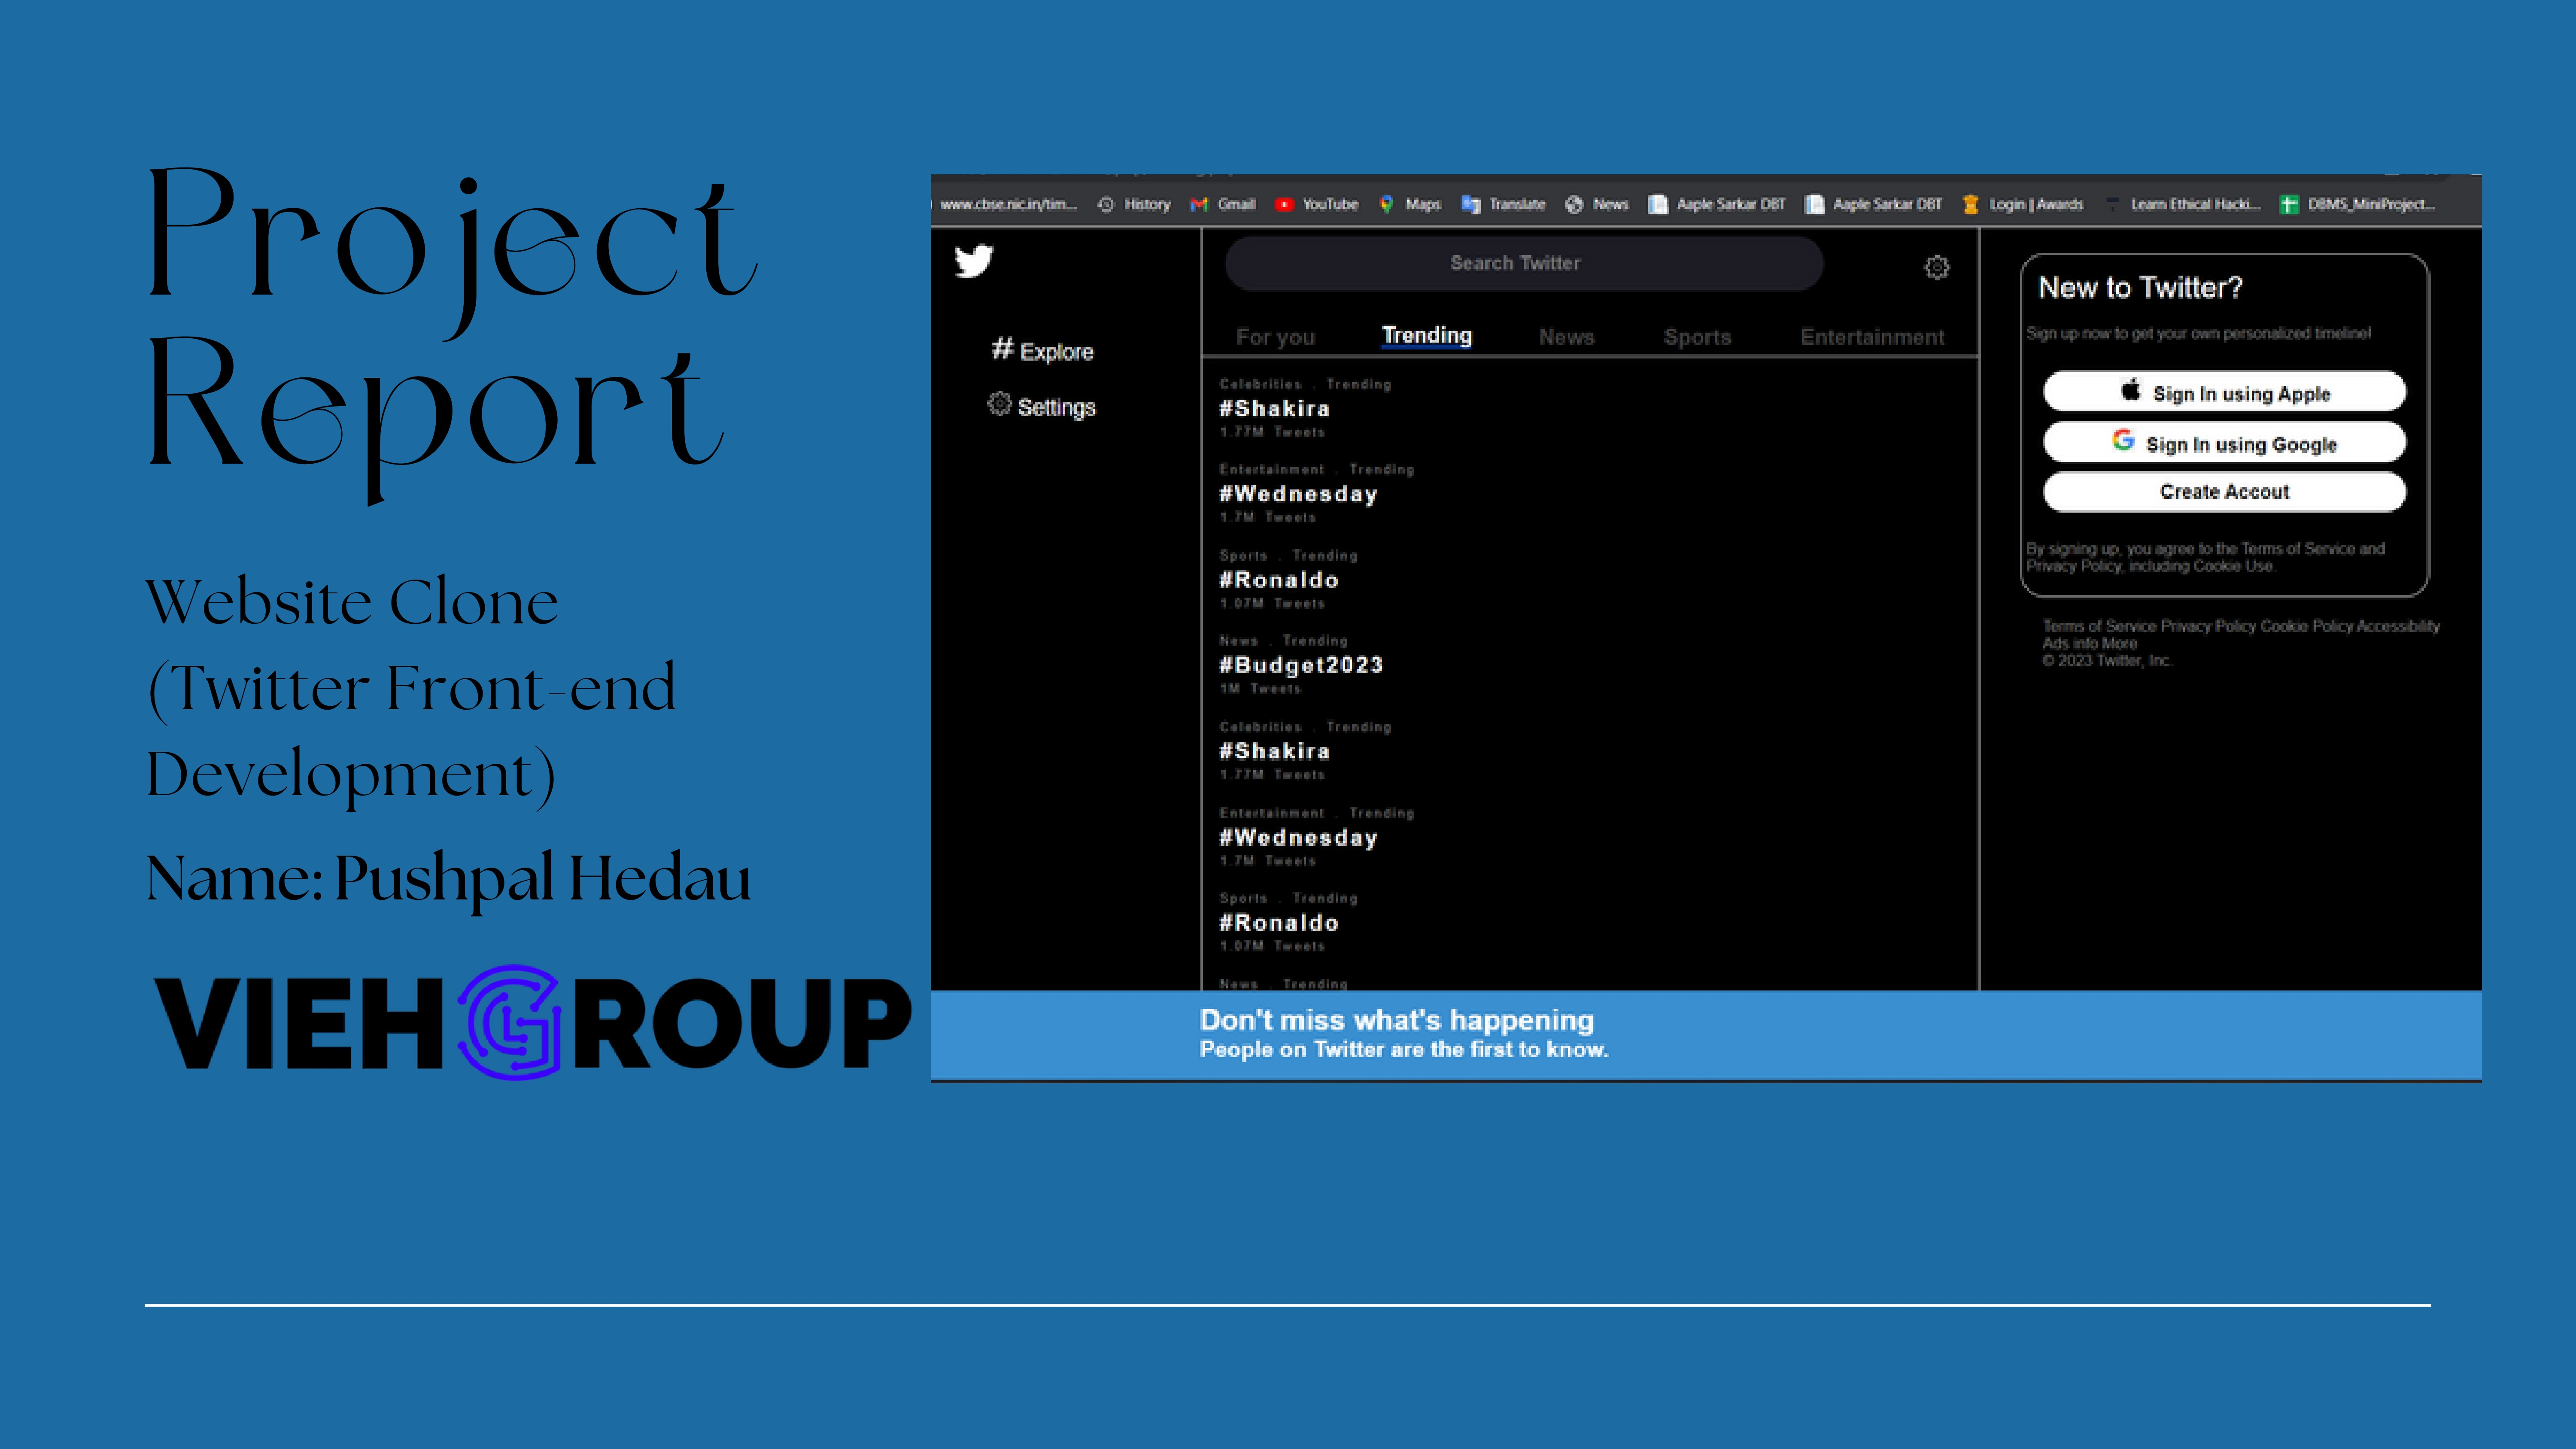 Project
Report
Website Clone
(Twitter Front-end
Development)
Name: Pushpal Hedau
VIEHGROUP
www.cbse.nic.in/tim... History Gmail YouTube Maps Translate News Aaple Sarkar DBT Aaple Sarkar DBT Login | Awards Learn Ethical Hacki... DBMS_MiniProject...
# Explore
Settings
Search Twitter
For you Trending News Sports Entertainment
Celebrities . Trending
#Shakira
1.77M Tweets
Entertainment . Trending
#Wednesday
1.7M Tweets
Sports . Trending
#Ronaldo
1.07M Tweets
News . Trending
#Budget2023
1M Tweets
Celebrities . Trending
#Shakira
1.77M Tweets
Entertainment . Trending
#Wednesday
1.7M Tweets
Sports . Trending
#Ronaldo
1.07M Tweets
News . Trending
New to Twitter?
Sign up now to get your own personalized timeline!
Sign In using Apple
Sign In using Google
Create Accout
By signing up, you agree to the Terms of Service and
Privacy Policy, including Cookie Use.
Terms of Service Privacy Policy Cookie Policy Accessibility
Ads info More
© 2023 Twitter, Inc.
Don't miss what's happening
People on Twitter are the first to know.